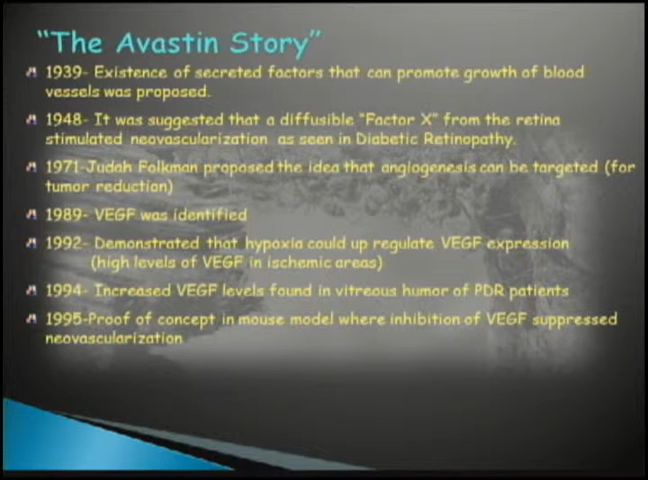 "The Avastin Story"
1939- Existence of secreted factors that can promote growth of blood
vessels was proposed.
1948- It was suggested that a diffusible "Factor X" from the retina
stimulated neovascularization as seen in Diabetic Retinopathy.
1971-Judah Folkman proposed the idea that angiogenesis can be targeted (for
tumor reduction)
1989- VEGF was identified
1992- Demonstrated that hypoxia could up regulate VEGF expression
(high levels of VEGF in ischemic areas)
1994- Increased VEGF levels found in vitreous humor of PDR patients
1995-Proof of concept in mouse model where inhibition of VEGF suppressed
neovascularization